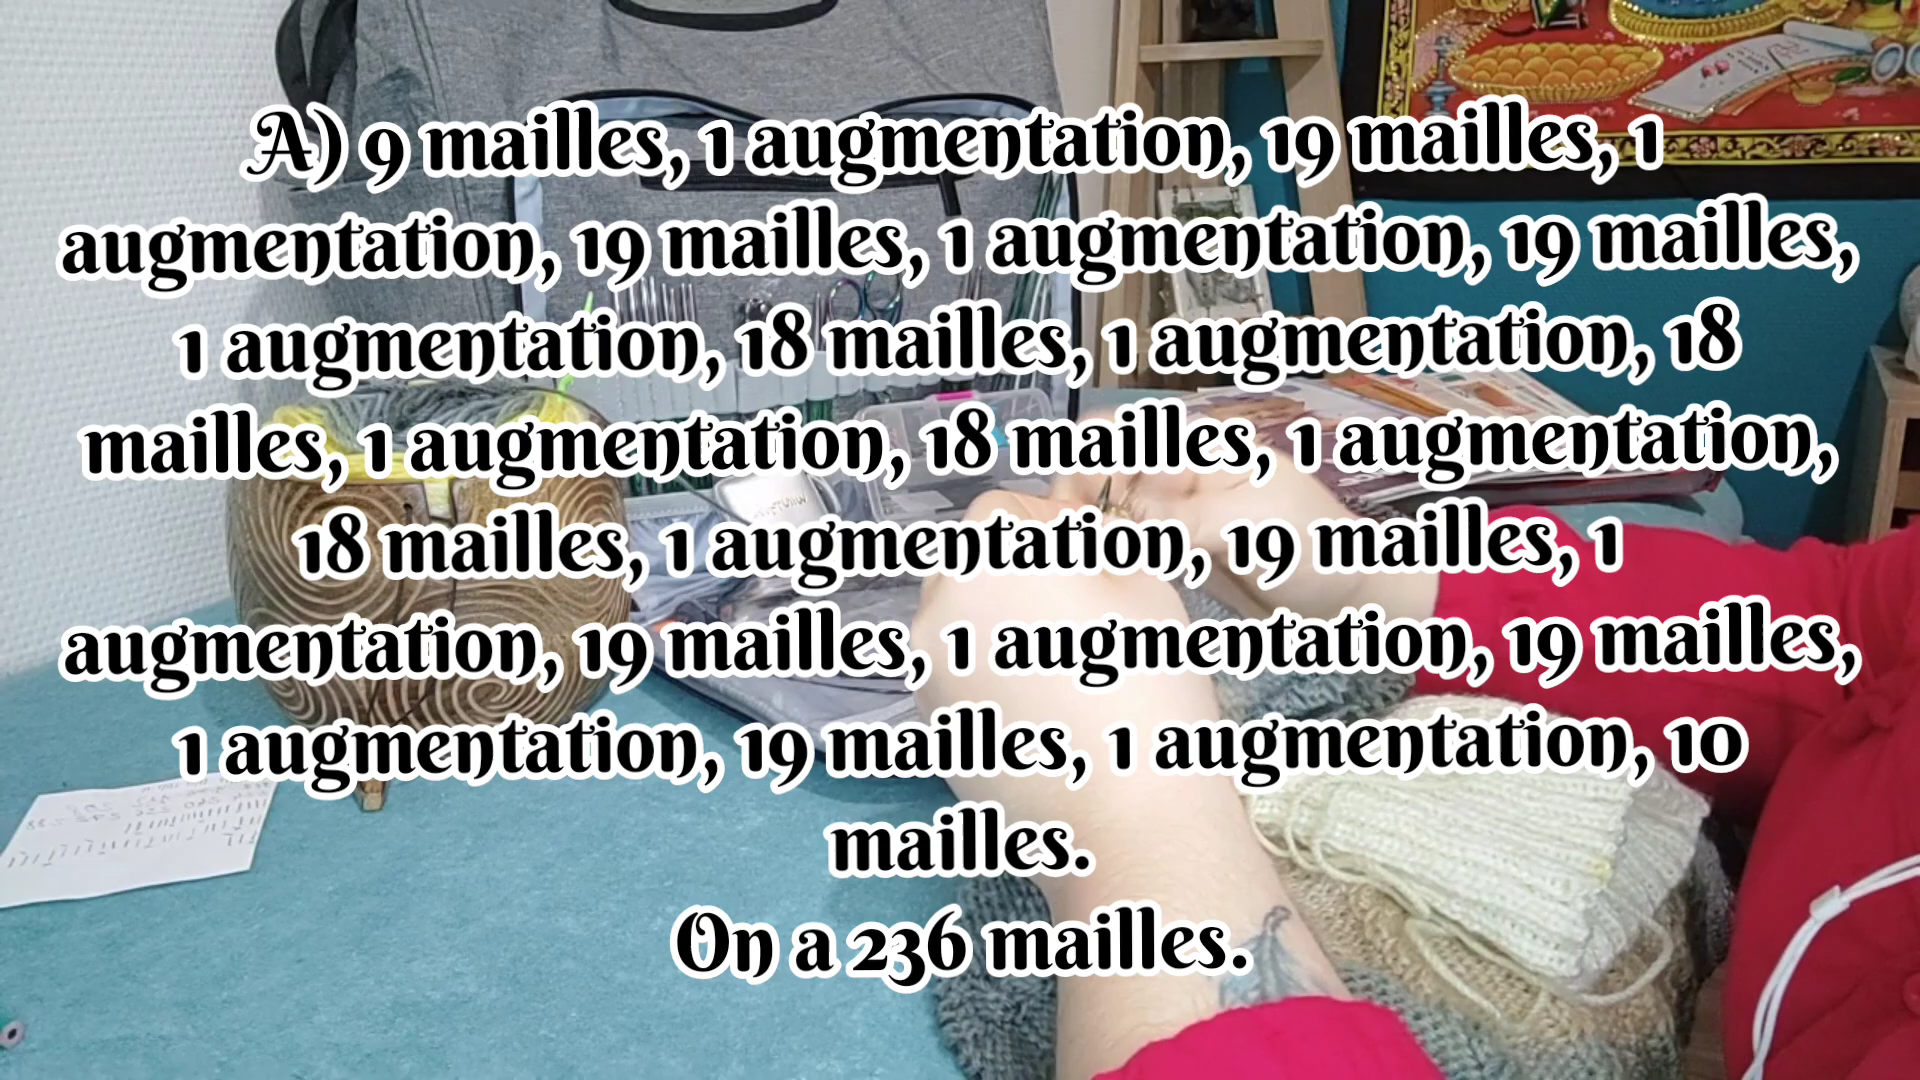 A) 9 mailles, 1 augmentation, 19 mailles, 1
augmentation, 19 mailles, 1 augmentation, 19 mailles,
1 augmentation, 18 mailles, 1 augmentation, 18
mailles, 1 augmentation, 18 mailles, 1 augmentation,
18 mailles, 1 augmentation, 19 mailles, 1
augmentation, 19 mailles, 1 augmentation, 19 mailles,
1 augmentation, 19 mailles, 1 augmentation, 10
mailles.
On a 236 mailles.